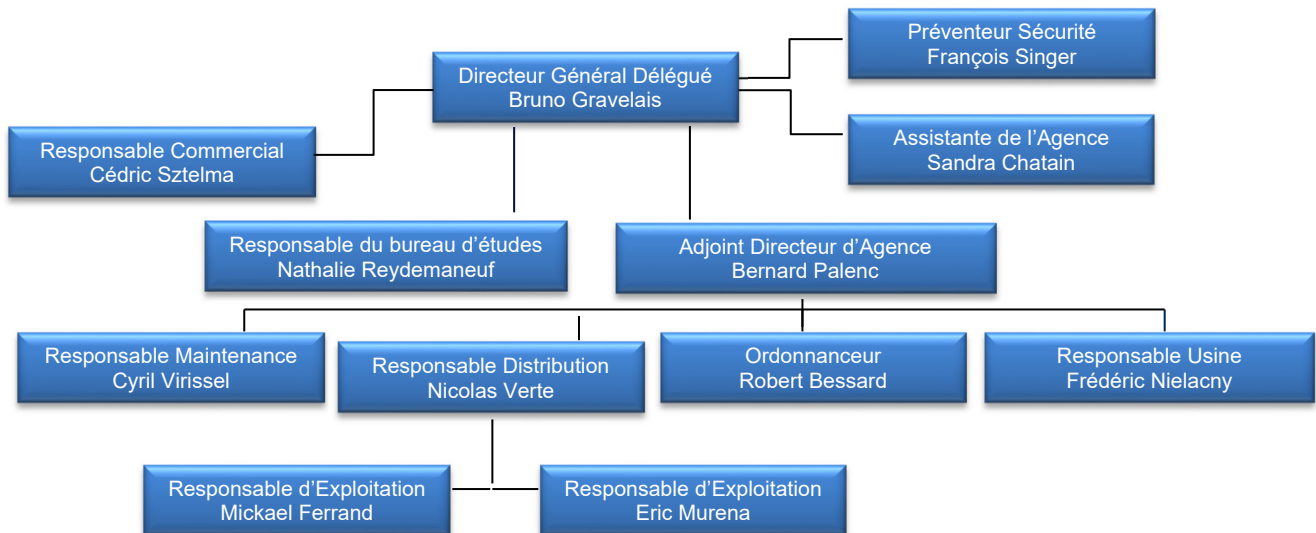 Préventeur Sécurité
François Singer
Directeur Général Délégué
Bruno Gravelais
Assistante de l’Agence
Sandra Chatain
Responsable Commercial
Cédric Sztelma
Responsable du bureau d’études
Nathalie Reydemaneuf
Adjoint Directeur d’Agence
Bernard Palenc
Responsable Maintenance
Cyril Virissel
Responsable Distribution
Nicolas Verte
Ordonnanceur
Robert Bessard
Responsable Usine
Frédéric Nielacny
Responsable d’Exploitation
Mickael Ferrand
Responsable d’Exploitation
Eric Murena